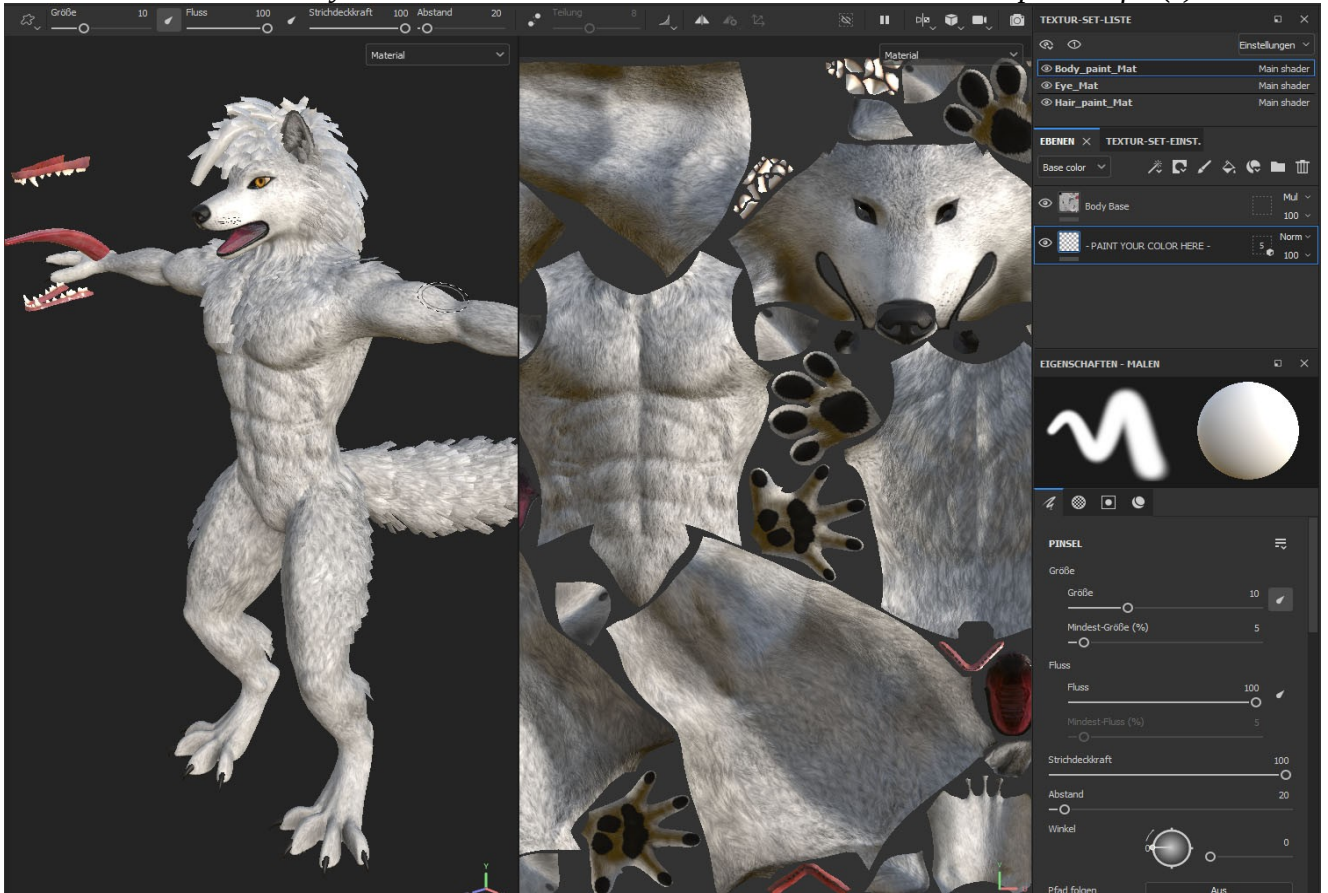 Größe 10 Fluss 100 Strichdeckkraft 100 Abstand 20 Teilung 8
TEXTUR-SET-LISTE
Material
Material
Einstellungen
Body_paint_Mat Main shader
Eye_Mat Main shader
Hair_paint_Mat Main shader
EBENEN TEXTUR-SET-EINST.
Base color
Body Base Mul
100
- PAINT YOUR COLOR HERE - 5 Norm
100
EIGENSCHAFTEN - MALEN
PINSEL
Größe
Größe 10
Mindest-Größe (%) 5
Fluss
Fluss 100
Mindest-Fluss (%) 5
Strichdeckkraft 100
Abstand 20
Winkel
0 0
Pfad folgen Aus
Y
Y